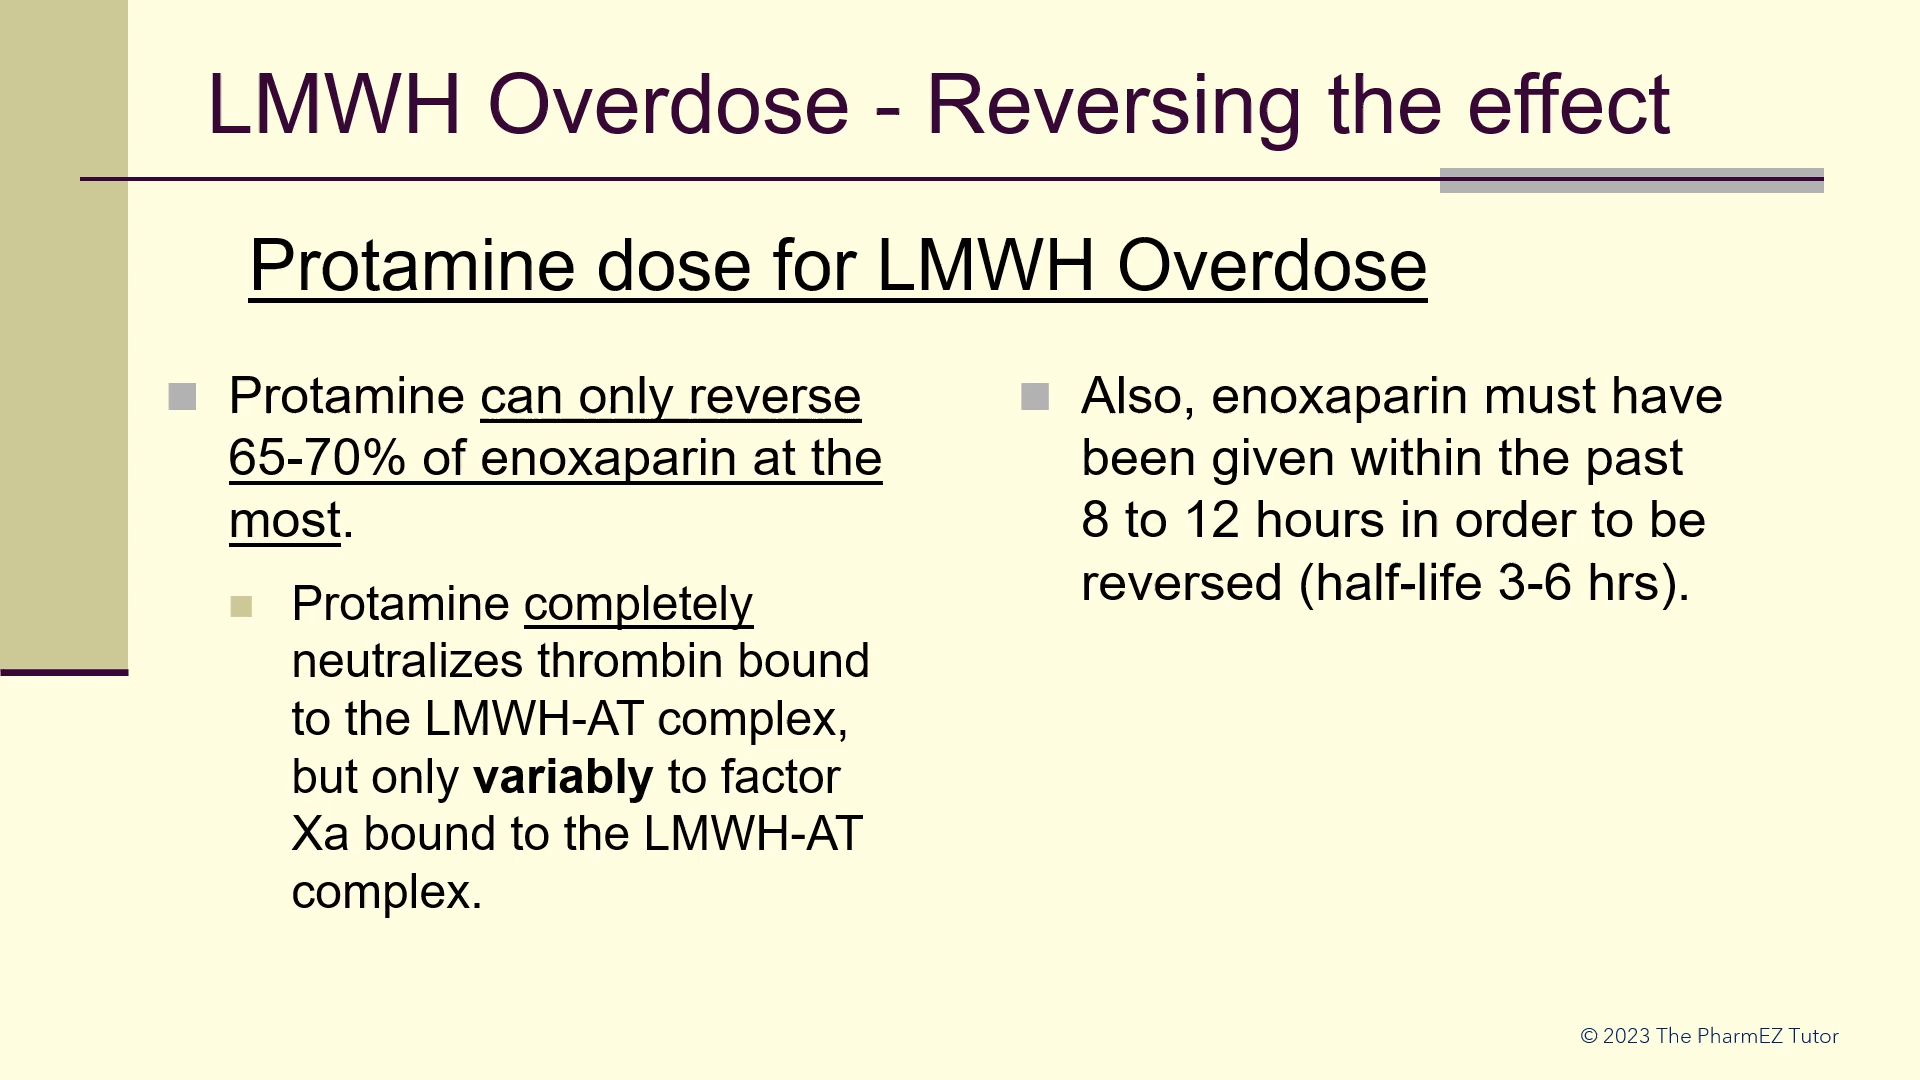 LMWH Overdose - Reversing the effect
Protamine dose for LMWH Overdose
Protamine can only reverse
65-70% of enoxaparin at the
most.
Protamine completely
neutralizes thrombin bound
to the LMWH-AT complex,
but only variably to factor
Xa bound to the LMWH-AT
complex.
Also, enoxaparin must have
been given within the past
8 to 12 hours in order to be
reversed (half-life 3-6 hrs).
© 2023 The PharmEZ Tutor